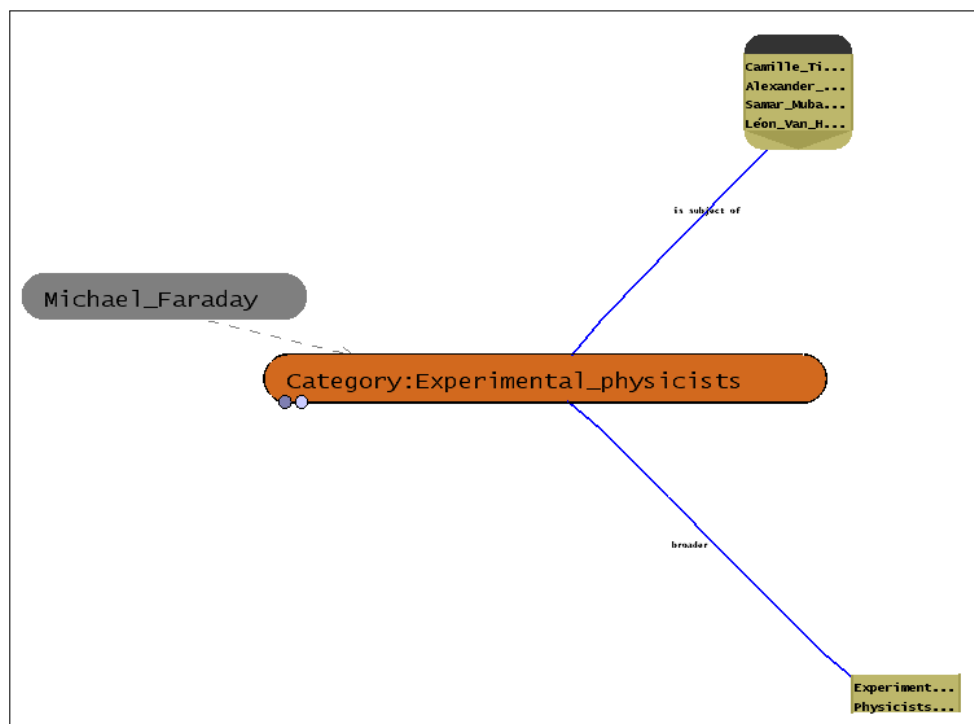 Camille_Ti...
Alexander_...
Samar_Muba...
Léon_Van_H...
is subject of
Michael_Faraday
Category:Experimental_physicists
broader
Experiment...
Physicists...